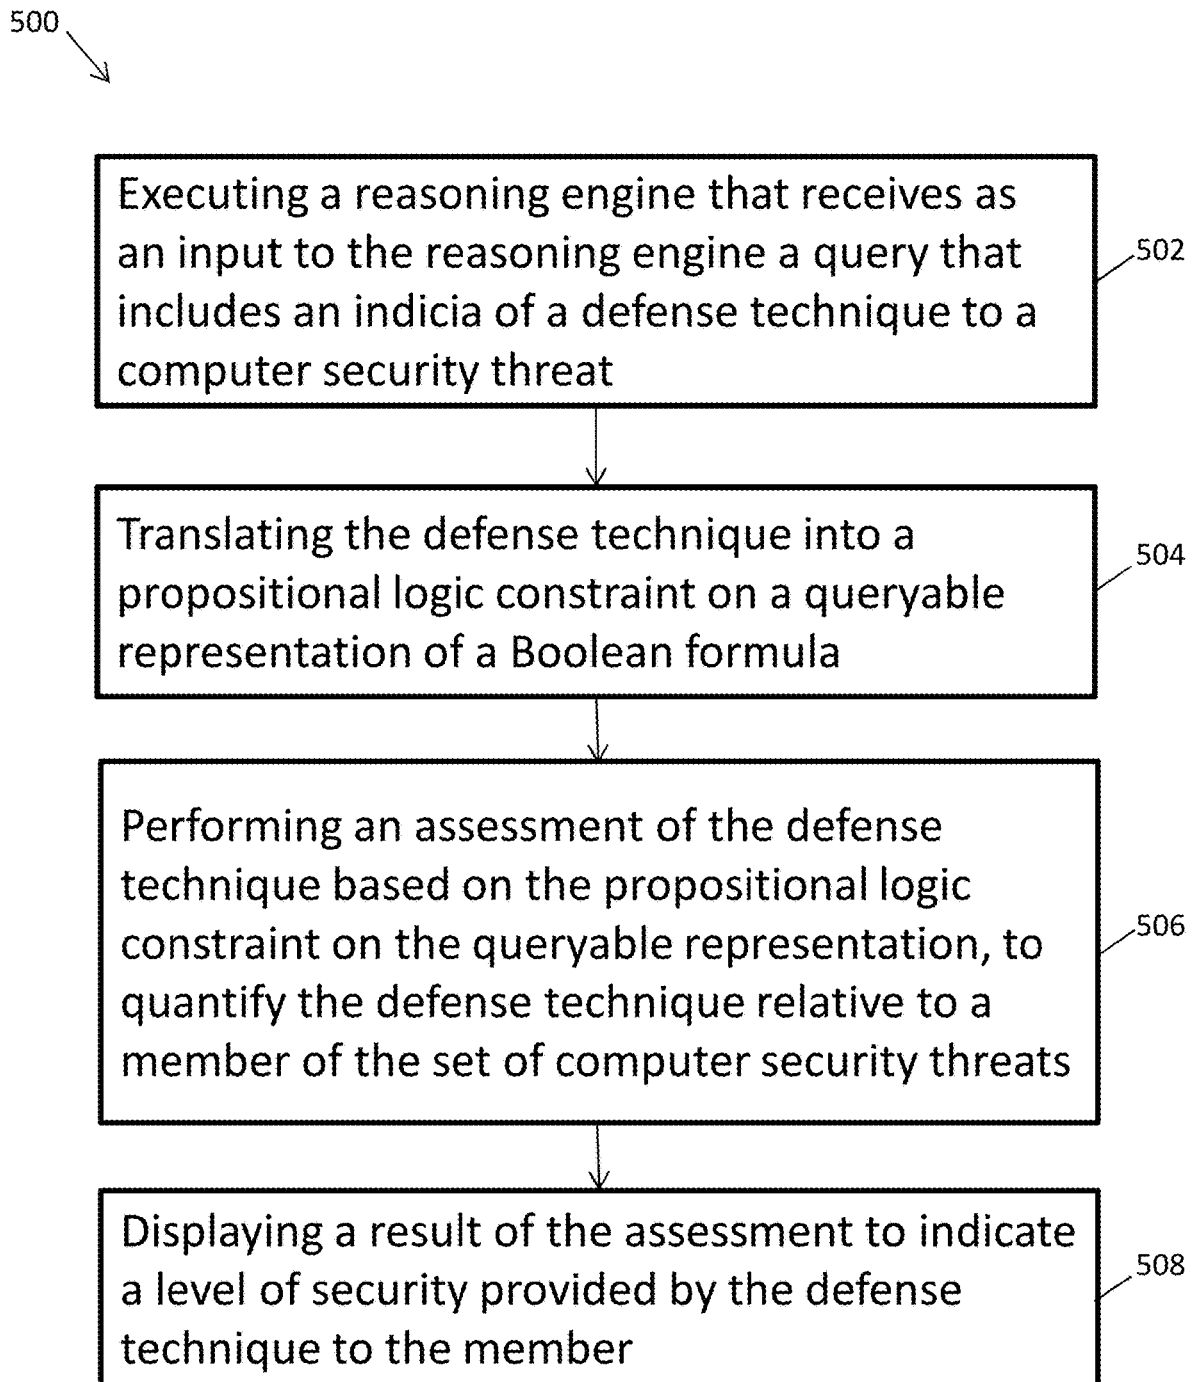 500
Executing a reasoning engine that receives as
an input to the reasoning engine a query that
includes an indicia of a defense technique to a
computer security threat
502
Translating the defense technique into a
propositional logic constraint on a queryable
representation of a Boolean formula
504
Performing an assessment of the defense
technique based on the propositional logic
constraint on the queryable representation, to
quantify the defense technique relative to a
member of the set of computer security threats
506
Displaying a result of the assessment to indicate
a level of security provided by the defense
technique to the member
508